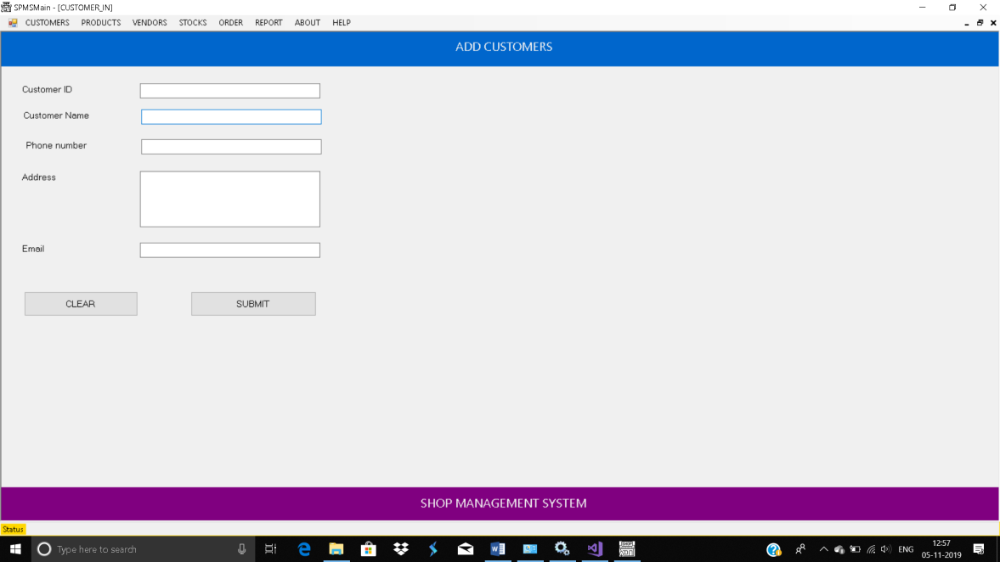 SPMSMain - [CUSTOMER_IN]
CUSTOMERS PRODUCTS VENDORS STOCKS ORDER REPORT ABOUT HELP
ADD CUSTOMERS
Customer ID
Customer Name
Phone number
Address
Email
CLEAR SUBMIT
SHOP MANAGEMENT SYSTEM
Status
Type here to search
ENG
12:57
05-11-2019